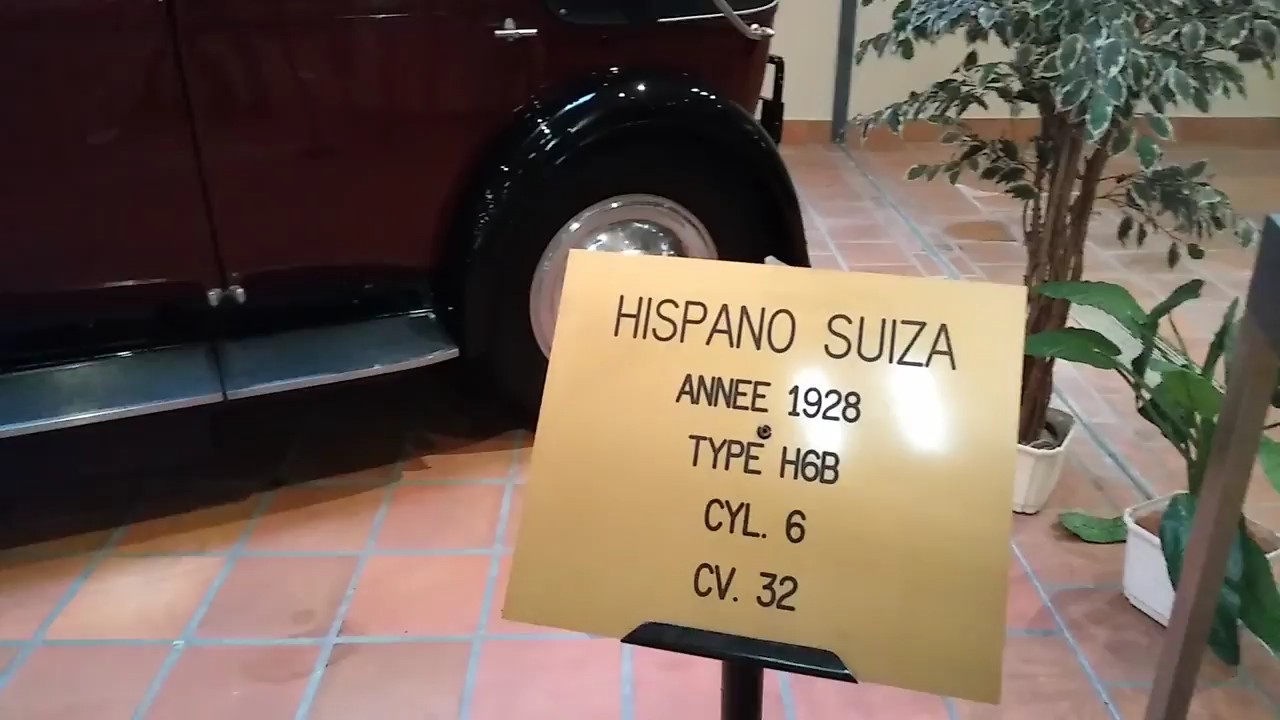 HISPANO SUIZA
ANNEE 1928
TYPE H6B
CYL. 6
CV. 32